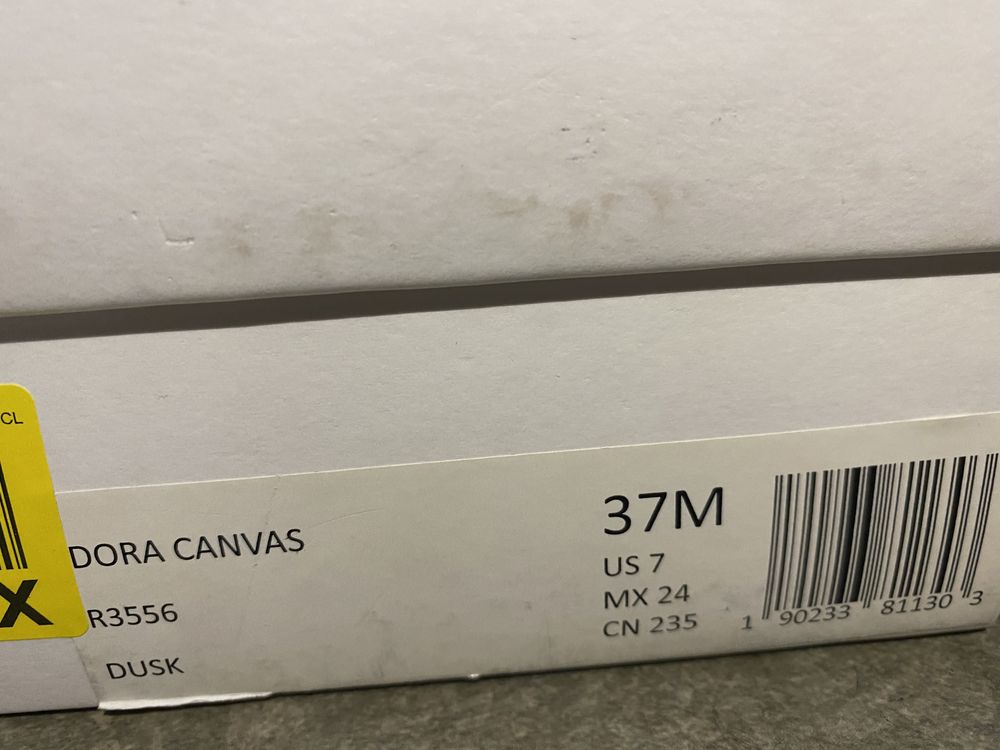 CL
X
DORA CANVAS
R3556
DUSK
37M
US 7
MX 24
CN 235
1 90233 81130 3